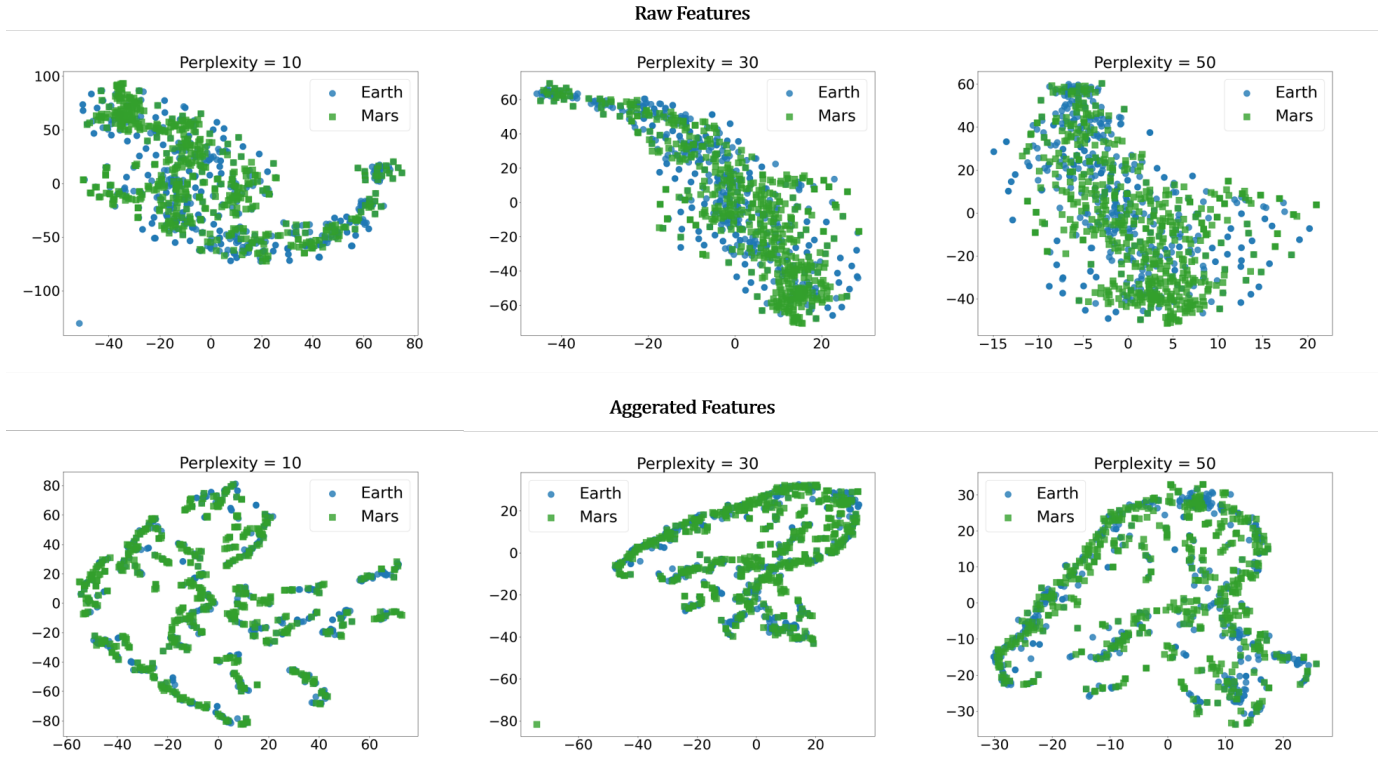 Raw Features
Perplexity = 10
Earth
Mars
100
50
0
−50
−100
−40 −20 0 20 40 60 80
Perplexity = 30
Earth
Mars
60
40
20
0
−20
−40
−60
−40 −20 0 20
Perplexity = 50
Earth
Mars
60
40
20
0
−20
−40
−15 −10 −5 0 5 10 15 20
Aggerated Features
Perplexity = 10
Earth
Mars
80
60
40
20
0
−20
−40
−60
−80
−60 −40 −20 0 20 40 60
Perplexity = 30
Earth
Mars
20
0
−20
−40
−60
−80
−60 −40 −20 0 20
Perplexity = 50
Earth
Mars
30
20
10
0
−10
−20
−30
−30 −20 −10 0 10 20